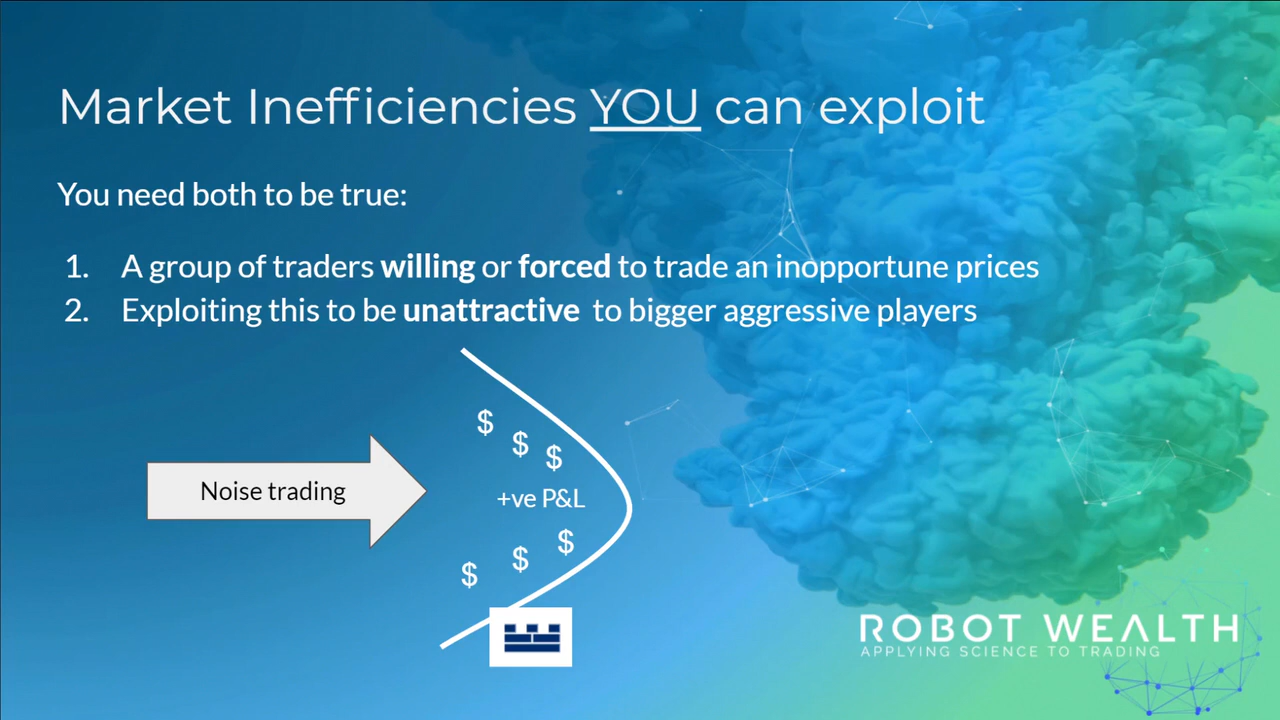 Market Inefficiencies YOU can exploit
You need both to be true:
1. A group of traders willing or forced to trade an inopportune prices
2. Exploiting this to be unattractive to bigger aggressive players
$
$
$
Noise trading
+ve P&L
$
$
$
ROBOT WEALTH
APPLYING SCIENCE TO TRADING